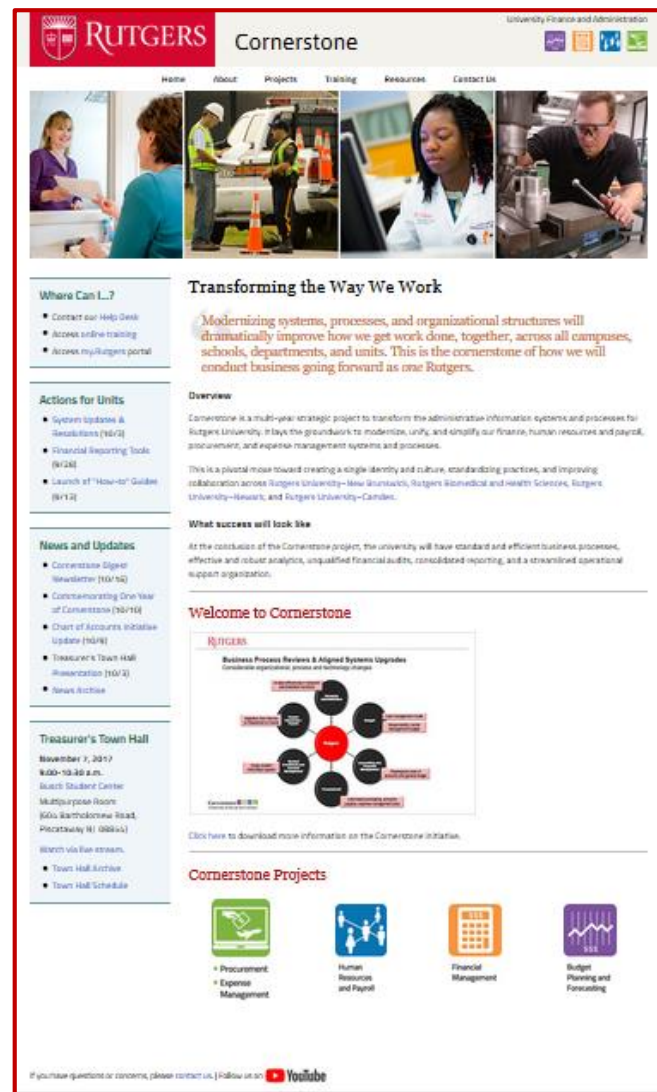 RUTGERS
Cornerstone
University Finance and Administration
Home About Projects Training Resources Contact Us
Where Can I...?
• Contact our Help Desk
• Access online training
• Access my.Rutgers portal
Actions for Units
• System Updates &
Resolutions (10/3)
• Financial Reporting Tools
(9/26)
• Launch of "How-to" Guides
(9/13)
News and Updates
• Cornerstone Digest
Newsletter (10/16)
• Commemorating One Year
of Cornerstone (10/10)
• Chart of Accounts Initiative
Update (10/9)
• Treasurer's Town Hall
Presentation (10/3)
• News Archive
Treasurer's Town Hall
November 7, 2017
9:00-10:30 a.m.
Busch Student Center
Multipurpose Room
(604 Bartholomew Road,
Piscataway NJ 08854)
Watch via live stream.
• Town Hall Archive
• Town Hall Schedule
Transforming the Way We Work
Modernizing systems, processes, and organizational structures will
dramatically improve how we get work done, together, across all campuses,
schools, departments, and units. This is the cornerstone of how we will
conduct business going forward as one Rutgers.
Overview
Cornerstone is a multi-year strategic project to transform the administrative information systems and processes for
Rutgers University. It lays the groundwork to modernize, unify, and simplify our finance, human resources and payroll,
procurement, and expense management systems and processes.
This is a pivotal move toward creating a single identity and culture, standardizing practices, and improving
collaboration across Rutgers University–New Brunswick, Rutgers Biomedical and Health Sciences, Rutgers
University–Newark, and Rutgers University–Camden.
What success will look like
At the conclusion of the Cornerstone project, the university will have standard and efficient business processes,
effective and robust analytics, unqualified financial audits, consolidated reporting, and a streamlined operational
support organization.
Welcome to Cornerstone
RUTGERS
Business Process Reviews & Aligned Systems Upgrades
Considerable organizational, process and technology changes
Rutgers
Budget
Procurement
Cornerstone
Click here to download more information on the Cornerstone initiative.
Cornerstone Projects
$$$
$$$
• Procurement
• Expense
Management
Human
Resources
and Payroll
Financial
Management
Budget
Planning and
Forecasting
If you have questions or concerns, please contact us. | Follow us on YouTube